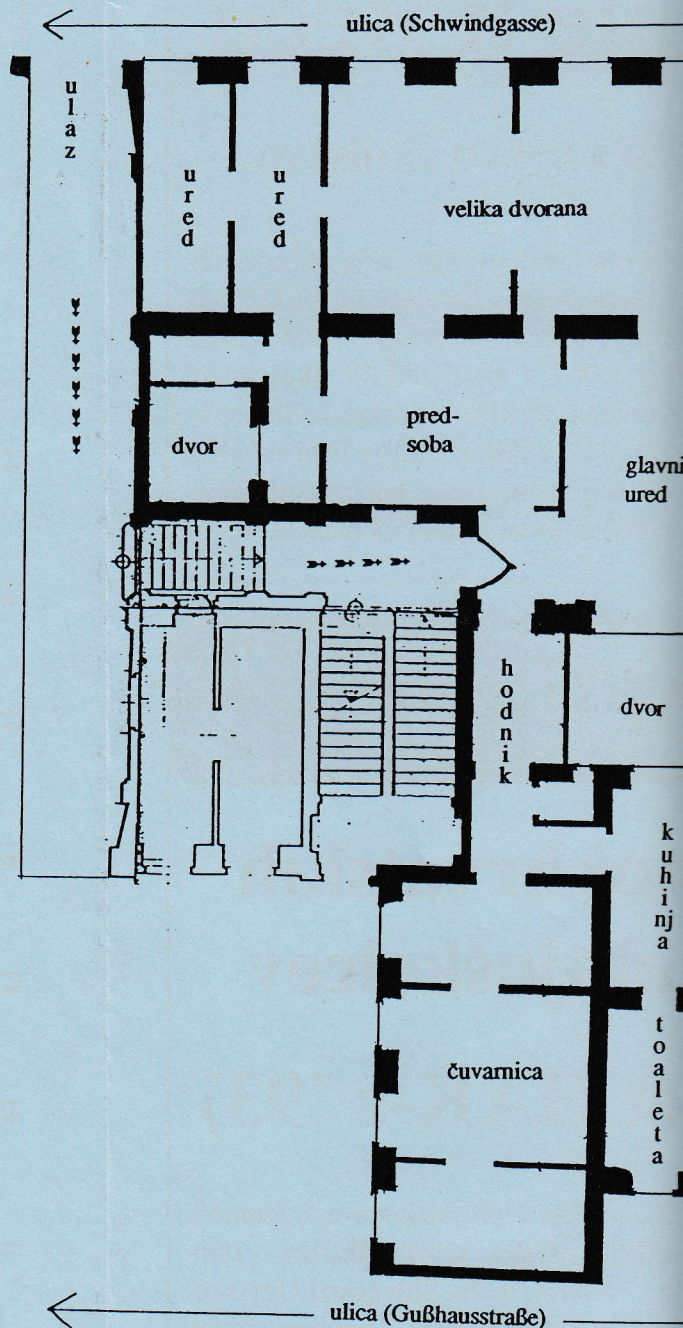 ulica (Schwindgasse)
ulaz
ured
ured
velika dvorana
dvor
pred-
soba
glavni
ured
hodnik
dvor
kuhinja
čuvarnica
toaleta
ulica (Gußhausstraße)